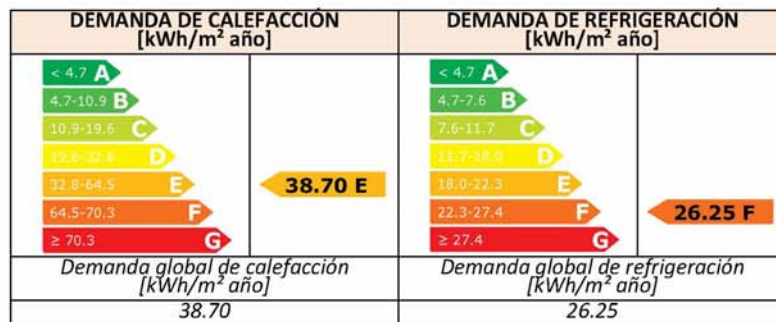 DEMANDA DE CALEFACCIÓN
[kWh/m² año]
< 4.7 A
4.7-10.9 B
10.9-19.6 C
19.6-32.8 D
32.8-64.5 E
64.5-70.3 F
≥ 70.3 G
38.70 E
Demanda global de calefacción
[kWh/m² año]
38.70
DEMANDA DE REFRIGERACIÓN
[kWh/m² año]
< 4.7 A
4.7-7.6 B
7.6-11.7 C
11.7-18.0 D
18.0-22.3 E
22.3-27.4 F
≥ 27.4 G
26.25 F
Demanda global de refrigeración
[kWh/m² año]
26.25